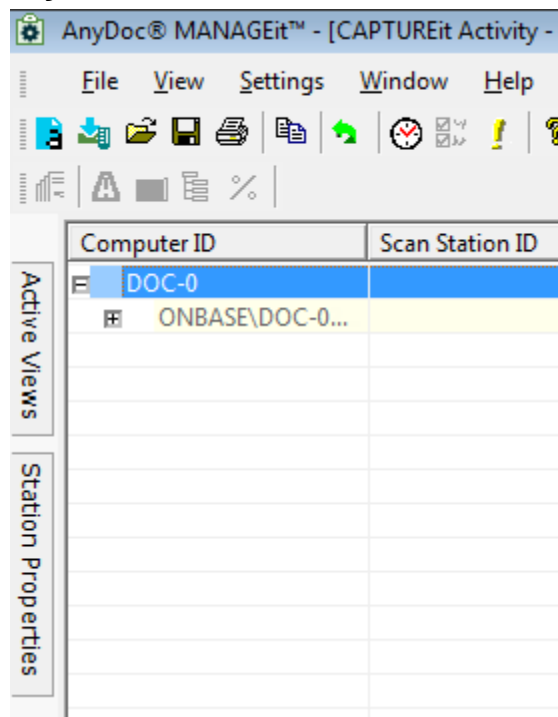 AnyDoc® MANAGEit™ - [CAPTUREit Activity -
File View Settings Window Help
Computer ID Scan Station ID
DOC-0
ONBASE\DOC-0...
Active Views
Station Properties